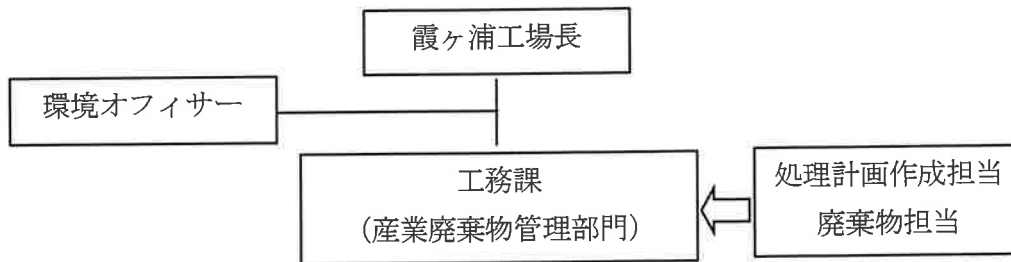 霞ヶ浦工場長
環境オフィサー
工務課
（産業廃棄物管理部門）
処理計画作成担当
廃棄物担当